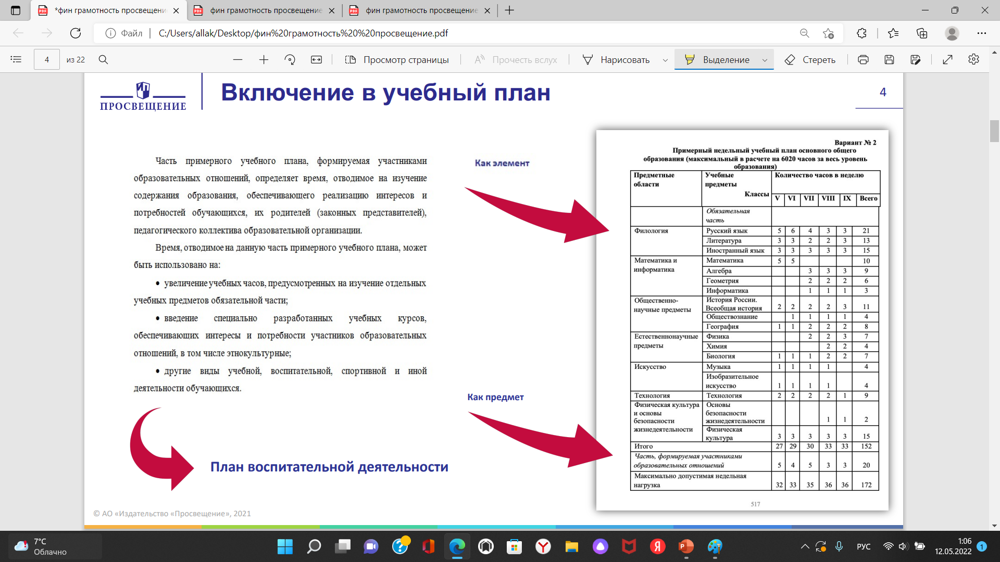 *фин грамотность просвещени
фин грамотность просвещение
фин грамотность просвещение
Файл
C:/Users/allak/Desktop/фин%20грамотность%20%20просвещение.pdf
4
из 22
Просмотр страницы
Прочесть вслух
Нарисовать
Выделение
Стереть
ПРОСВЕЩЕНИЕ
Включение в учебный план
4
Часть примерного учебного плана, формируемая участниками
образовательных отношений, определяет время, отводимое на изучение
содержания образования, обеспечивающего реализацию интересов и
потребностей обучающихся, их родителей (законных представителей),
педагогического коллектива образовательной организации.
Время, отводимое на данную часть примерного учебного плана, может
быть использовано на:
• увеличение учебных часов, предусмотренных на изучение отдельных
учебных предметов обязательной части;
• введение специально разработанных учебных курсов,
обеспечивающих интересы и потребности участников образовательных
отношений, в том числе этнокультурные;
• другие виды учебной, воспитательной, спортивной и иной
деятельности обучающихся.
План воспитательной деятельности
Как элемент
Как предмет
Вариант № 2
Примерный недельный учебный план основного общего
образования (максимальный в расчете на 6020 часов за весь уровень
образования)
Предметные области Учебные предметы Классы Количество часов в неделю
V VI VII VIII IX Всего
Обязательная часть
Филология Русский язык 5 6 4 3 3 21
Литература 3 3 2 2 3 13
Иностранный язык 3 3 3 3 3 15
Математика и информатика Математика 5 5 10
Алгебра 3 3 3 9
Геометрия 2 2 2 6
Информатика 1 1 1 3
Общественно-научные предметы История России. Всеобщая история 2 2 2 2 3 11
Обществознание 1 1 1 1 4
География 1 1 2 2 2 8
Естественнонаучные предметы Физика 2 2 3 7
Химия 2 2 4
Биология 1 1 1 2 2 7
Искусство Музыка 1 1 1 1 4
Изобразительное искусство 1 1 1 1 4
Технология Технология 2 2 2 2 1 9
Физическая культура и основы безопасности жизнедеятельности Основы безопасности жизнедеятельности 1 1 2
Физическая культура 3 3 3 3 3 15
Итого 27 29 30 33 33 152
Часть, формируемая участниками образовательных отношений 5 4 5 3 3 20
Максимально допустимая недельная нагрузка 32 33 35 36 36 172
517
© АО «Издательство «Просвещение», 2021
7°C
Облачно
РУС
1:06
12.05.2022
1